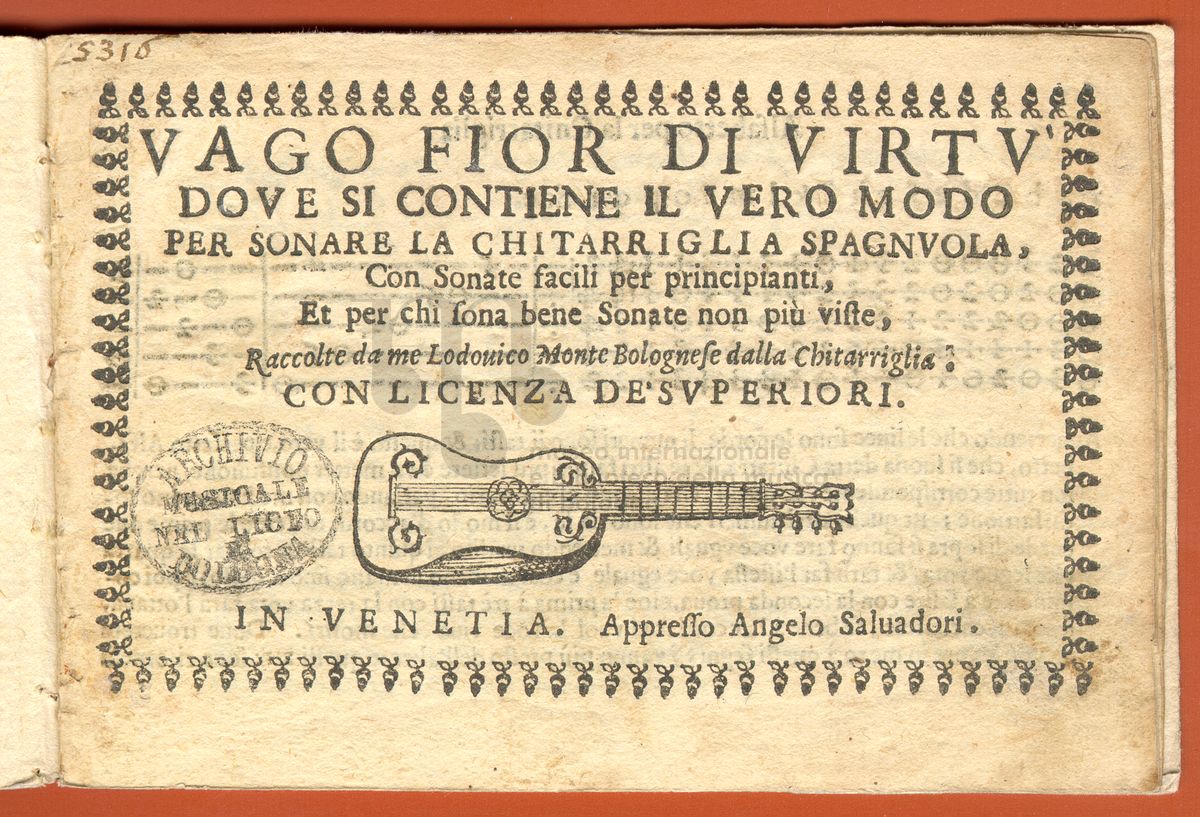 5316
VAGO FIOR DI VIRTV'
DOVE SI CONTIENE IL VERO MODO
PER SONARE LA CHITARRIGLIA SPAGNVOLA,
Con Sonate facili per principianti,
Et per chi ſona bene Sonate non più viſte,
Raccolte da me Lodouico Monte Bologneſe dalla Chitarriglia
CON LICENZA DE'SVPERIORI.
ARCHIVIO
MUSICALE
NEL LICEO
DI
BOLOGNA
internazionale
IN VENETIA. Appreſſo Angelo Saluadori.